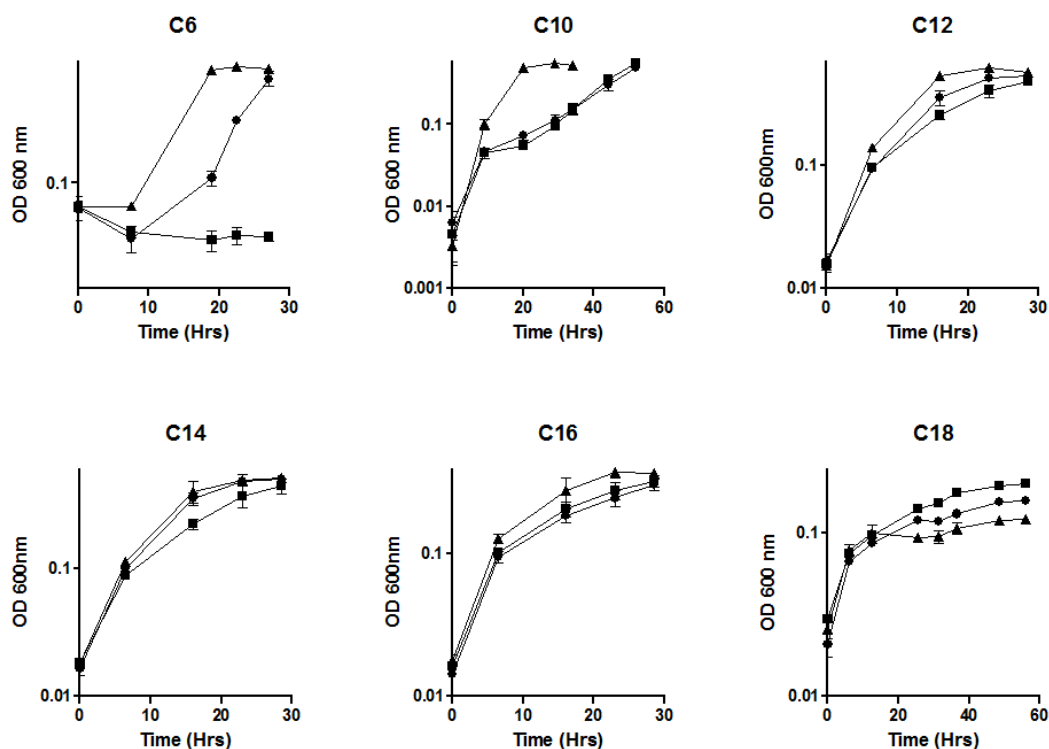 C6
OD 600 nm
0.1
0 10 20 30
Time (Hrs)
C10
OD 600 nm
0.1
0.01
0.001
0 20 40 60
Time (Hrs)
C12
OD 600nm
0.1
0.01
0 10 20 30
Time (Hrs)
C14
OD 600nm
0.1
0.01
0 10 20 30
Time (Hrs)
C16
OD 600nm
0.1
0.01
0 10 20 30
Time (Hrs)
C18
OD 600 nm
0.1
0.01
0 20 40 60
Time (Hrs)